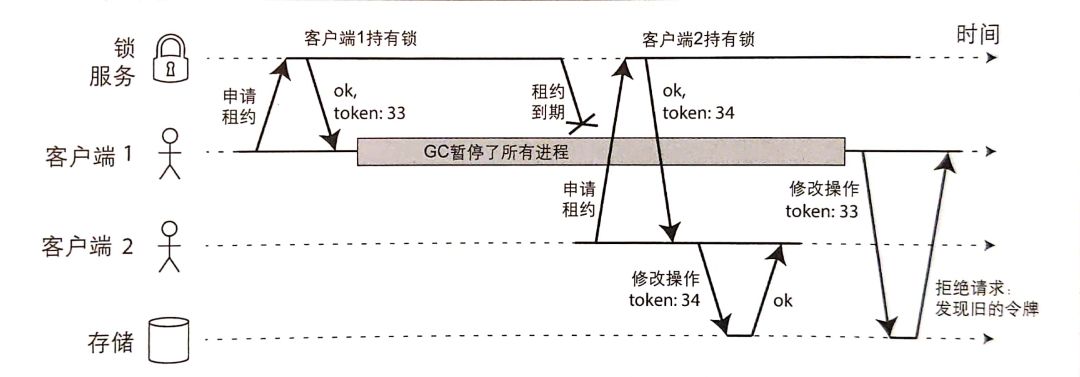 锁
服务
客户端1持有锁
客户端2持有锁
时间
申请
租约
ok,
token: 33
租约
到期
ok,
token: 34
客户端 1
GC暂停了所有进程
申请
租约
修改操作
token: 33
客户端 2
修改操作
token: 34
ok
拒绝请求:
发现旧的令牌
存储